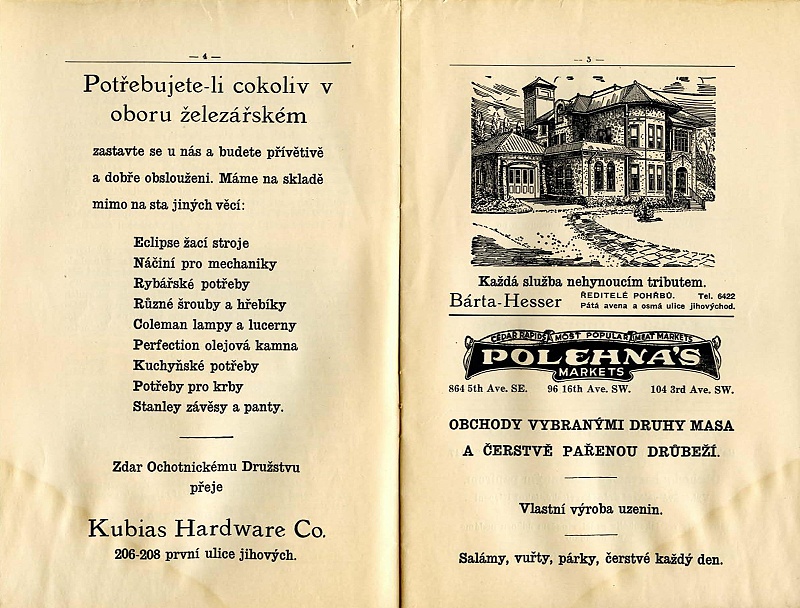 — 4 —
Potřebujete-li cokoliv v
oboru železářském
zastavte se u nás a budete přívětivě
a dobře obslouženi. Máme na skladě
mimo na sta jiných věcí:
Eclipse žací stroje
Náčiní pro mechaniky
Rybářské potřeby
Různé šrouby a hřebíky
Coleman lampy a lucerny
Perfection olejová kamna
Kuchyňské potřeby
Potřeby pro krby
Stanley závěsy a panty.
Zdar Ochotnickému Družstvu
přeje
Kubias Hardware Co.
206-208 první ulice jihových.
— 5 —
Každá služba nehynoucím tributem.
Bárta-Hesser
ŘEDITELÉ POHŘBŮ. Tel. 6422
Pátá avena a osmá ulice jihovýchod.
CEDAR RAPIDS MOST POPULAR MEAT MARKETS
POLEHNA'S
MARKETS
864 5th Ave. SE. 96 16th Ave. SW. 104 3rd Ave. SW.
OBCHODY VYBRANÝMI DRUHY MASA
A ČERSTVĚ PAŘENOU DRŮBEŽÍ.
Vlastní výroba uzenin.
Salámy, vuřty, párky, čerstvé každý den.